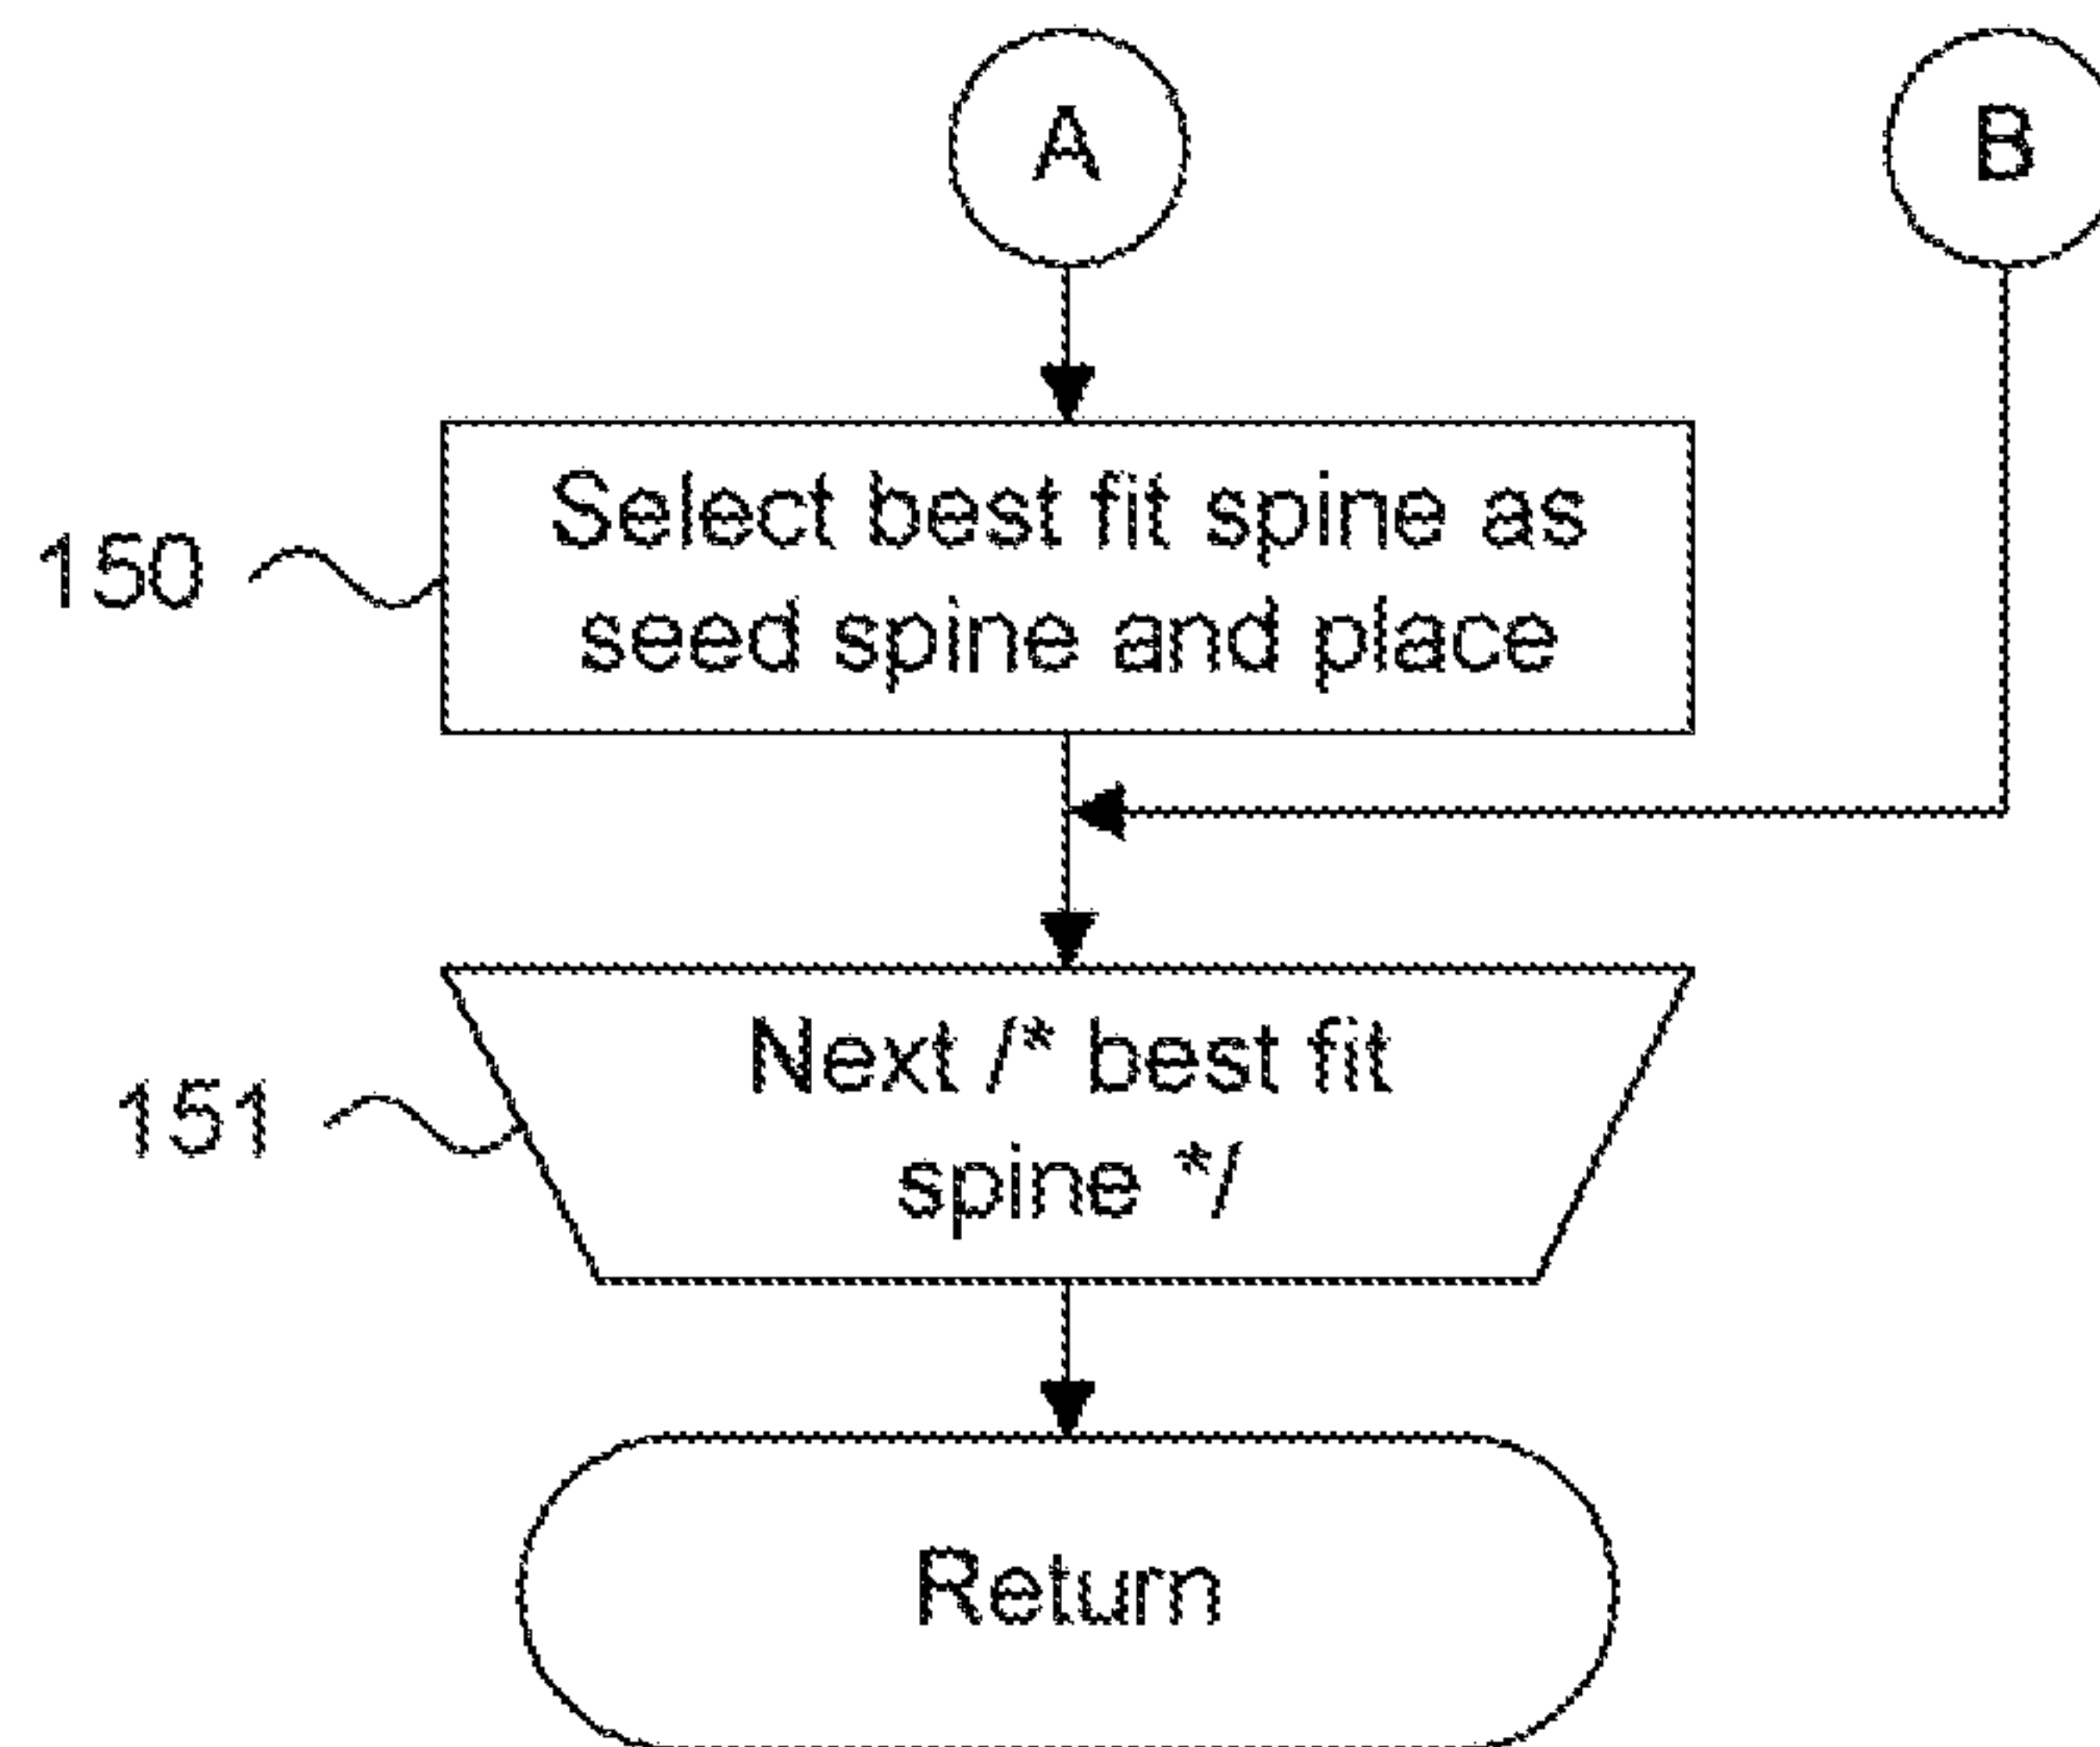 A
B
150
Select best fit spine as
seed spine and place
151
Next /* best fit
spine */
Return